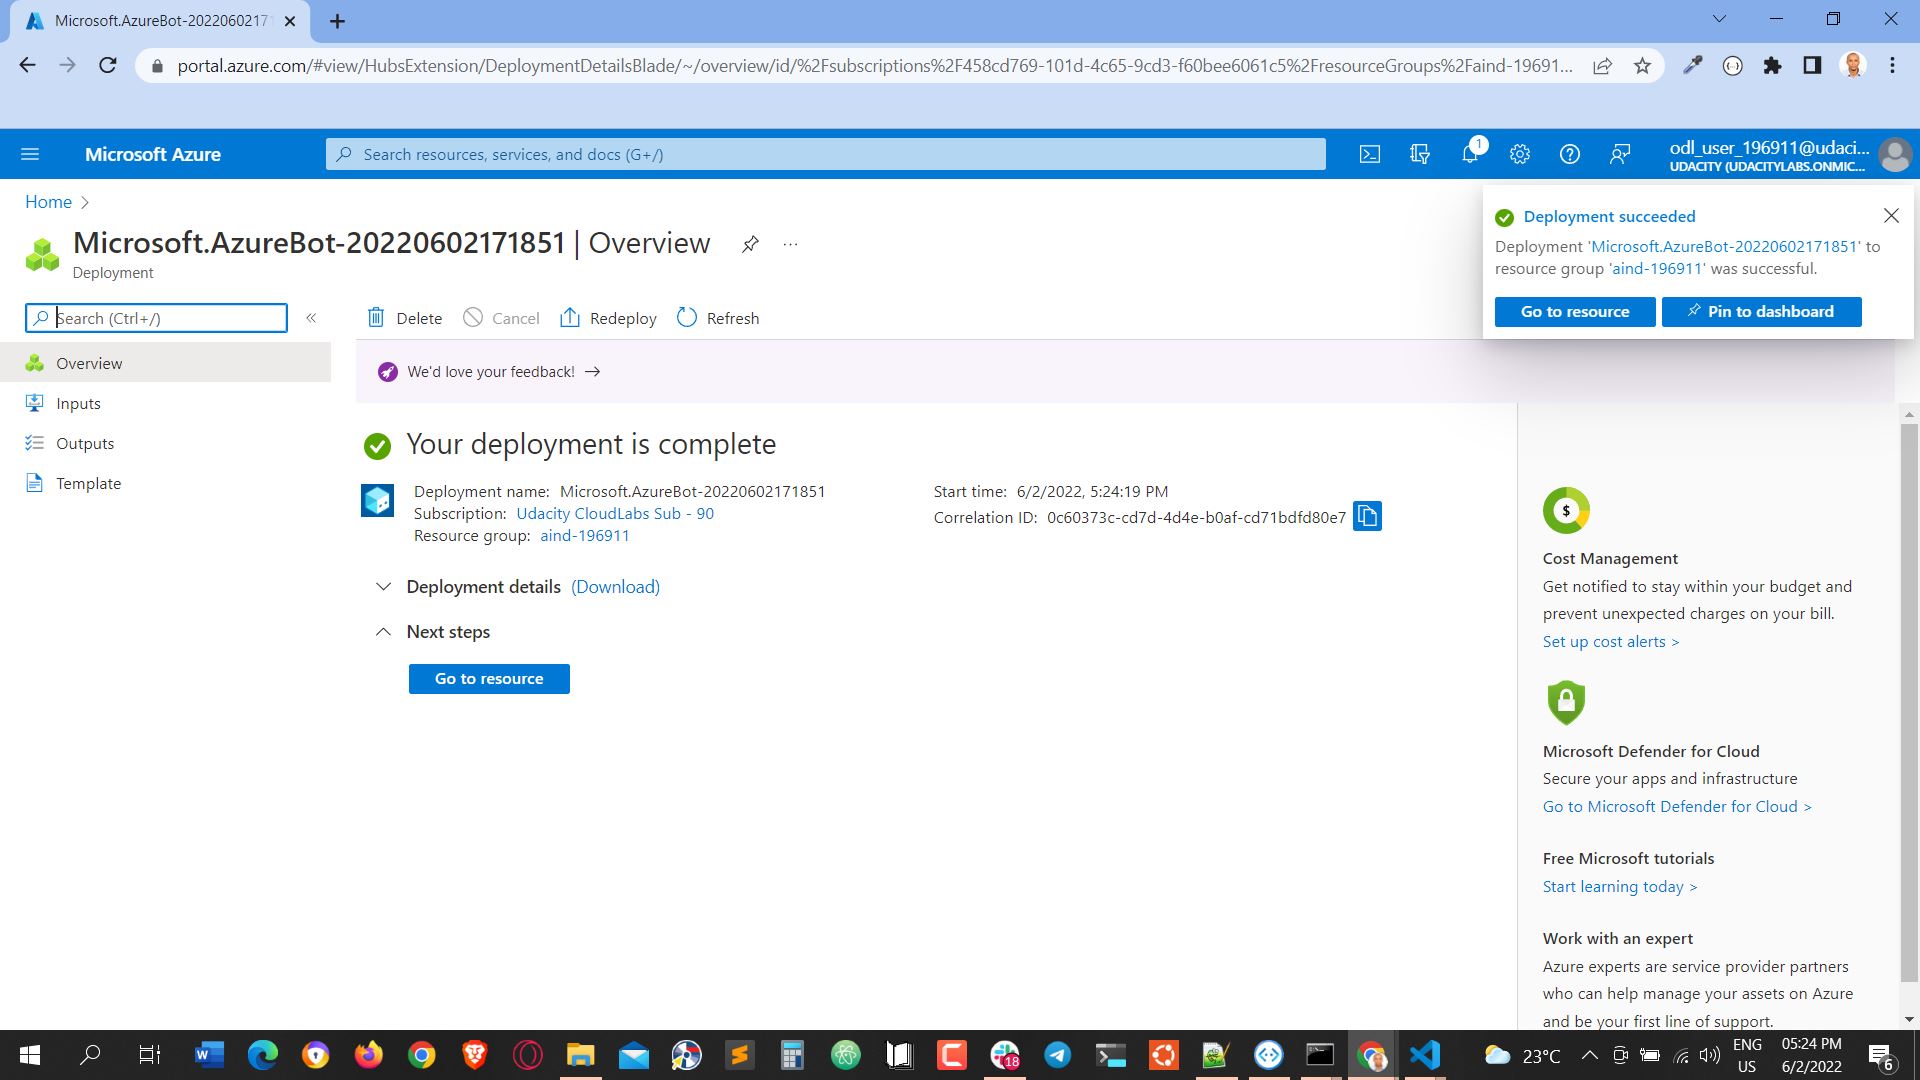 Microsoft.AzureBot-2022060217
portal.azure.com/#view/HubsExtension/DeploymentDetailsBlade/~/overview/id/%2Fsubscriptions%2F458cd769-101d-4c65-9cd3-f60bee6061c5%2FresourceGroups%2Faind-19691...
Microsoft Azure
Search resources, services, and docs (G+/)
1
odl_user_196911@udaci...
UDACITY (UDACITYLABS.ONMIC...
Home
Microsoft.AzureBot-20220602171851 | Overview
...
Deployment
Deployment succeeded
Deployment 'Microsoft.AzureBot-20220602171851' to
resource group 'aind-196911' was successful.
Go to resource
Pin to dashboard
Search (Ctrl+/)
«
Delete
Cancel
Redeploy
Refresh
Overview
Inputs
Outputs
Template
We'd love your feedback! →
Your deployment is complete
Deployment name: Microsoft.AzureBot-20220602171851
Subscription: Udacity CloudLabs Sub - 90
Resource group: aind-196911
Start time: 6/2/2022, 5:24:19 PM
Correlation ID: 0c60373c-cd7d-4d4e-b0af-cd71bdfd80e7
Deployment details (Download)
Next steps
Go to resource
$
Cost Management
Get notified to stay within your budget and
prevent unexpected charges on your bill.
Set up cost alerts >
Microsoft Defender for Cloud
Secure your apps and infrastructure
Go to Microsoft Defender for Cloud >
Free Microsoft tutorials
Start learning today >
Work with an expert
Azure experts are service provider partners
who can help manage your assets on Azure
and be your first line of support.
18
23°C
ENG
US
05:24 PM
6/2/2022
6